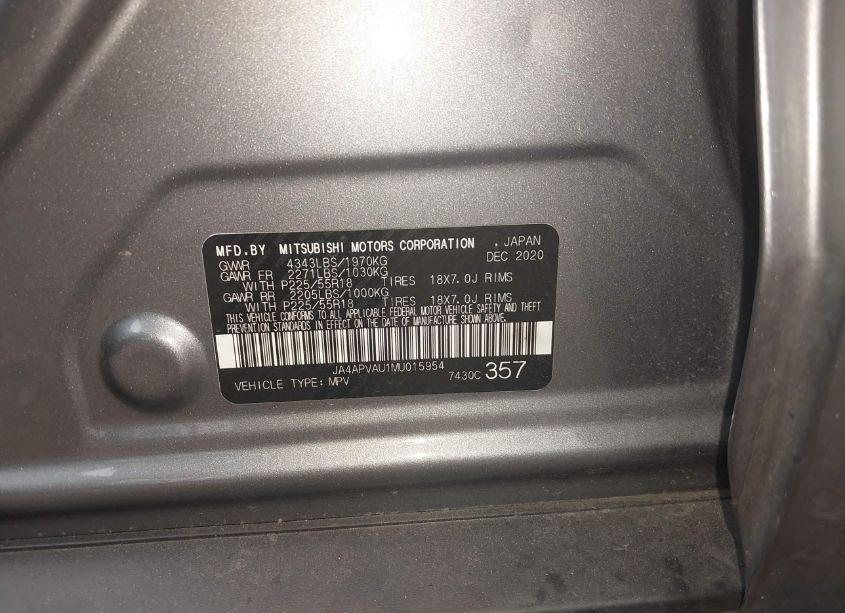 MFD.BY MITSUBISHI MOTORS CORPORATION . JAPAN
GVWR 4343LBS/1970KG DEC 2020
GAWR FR 2271LBS/1030KG
WITH P225/55R18 TIRES 18X7.0J RIMS
GAWR RR 2205LBS/1000KG
WITH P225/55R18 TIRES 18X7.0J RIMS
THIS VEHICLE CONFORMS TO ALL APPLICABLE FEDERAL MOTOR VEHICLE SAFETY AND THEFT
PREVENTION STANDARDS IN EFFECT ON THE DATE OF MANUFACTURE SHOWN ABOVE.
JA4APVAU1MU015954
VEHICLE TYPE: MPV 7430C 357